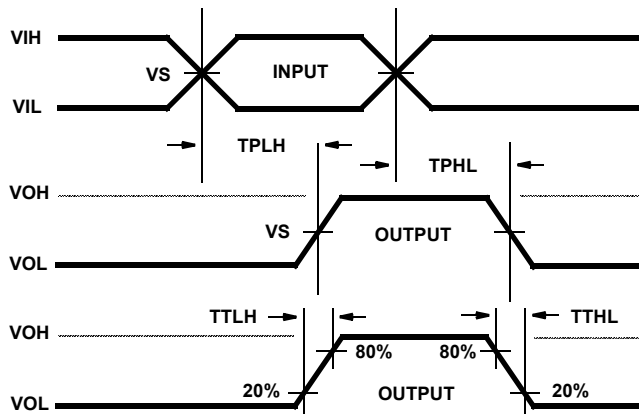 VIH
VS
INPUT
VIL
TPLH
TPHL
VOH
VS
OUTPUT
VOL
TTLH
TTHL
VOH
80%
80%
20%
OUTPUT
20%
VOL